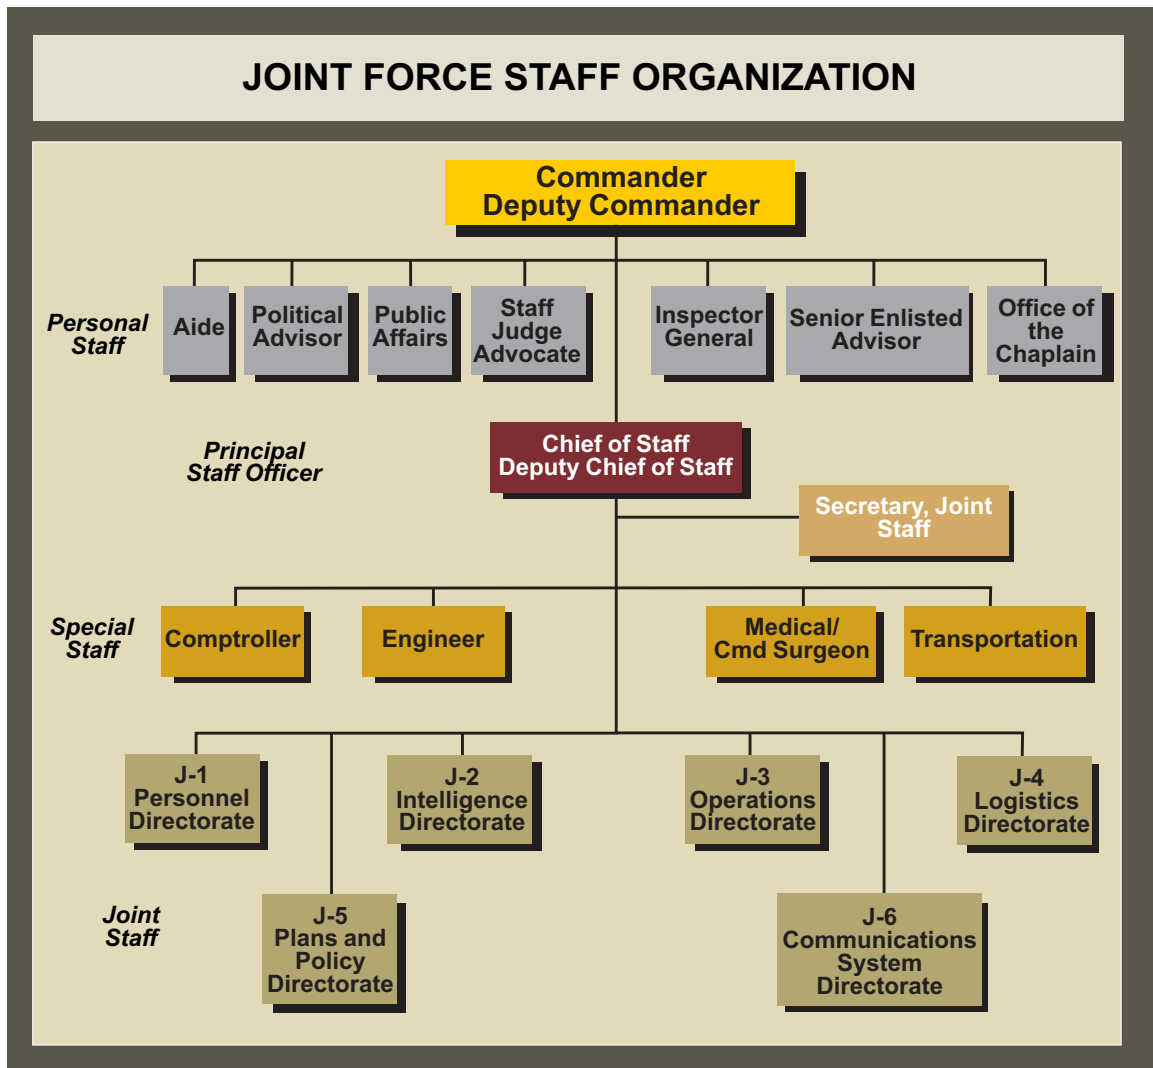 JOINT FORCE STAFF ORGANIZATION
Commander
Deputy Commander
Personal
Staff
Aide
Political
Advisor
Public
Affairs
Staff
Judge
Advocate
Inspector
General
Senior Enlisted
Advisor
Office of
the
Chaplain
Principal
Staff Officer
Chief of Staff
Deputy Chief of Staff
Secretary, Joint
Staff
Special
Staff
Comptroller
Engineer
Medical/
Cmd Surgeon
Transportation
J-1
Personnel
Directorate
J-2
Intelligence
Directorate
J-3
Operations
Directorate
J-4
Logistics
Directorate
Joint
Staff
J-5
Plans and
Policy
Directorate
J-6
Communications
System
Directorate